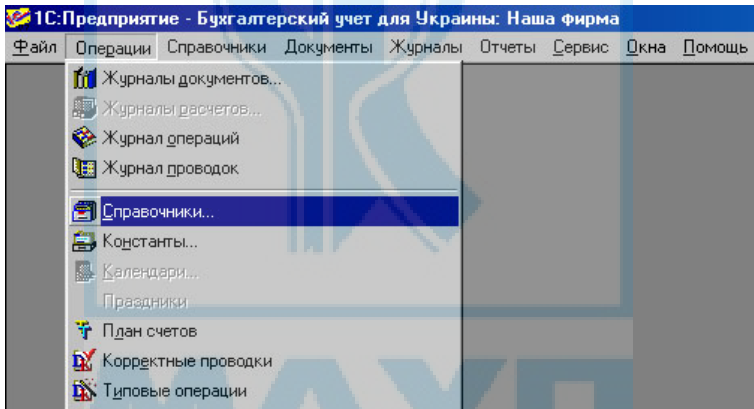 1С:Предприятие - Бухгалтерский учет для Украины: Наша фирма
Файл Операции Справочники Документы Журналы Отчеты Сервис Окна Помощь
Журналы документов...
Журналы расчетов...
Журнал операций
Журнал проводок
Справочники...
Константы...
Календари...
Праздники
План счетов
Корректные проводки
Типовые операции
МАУП